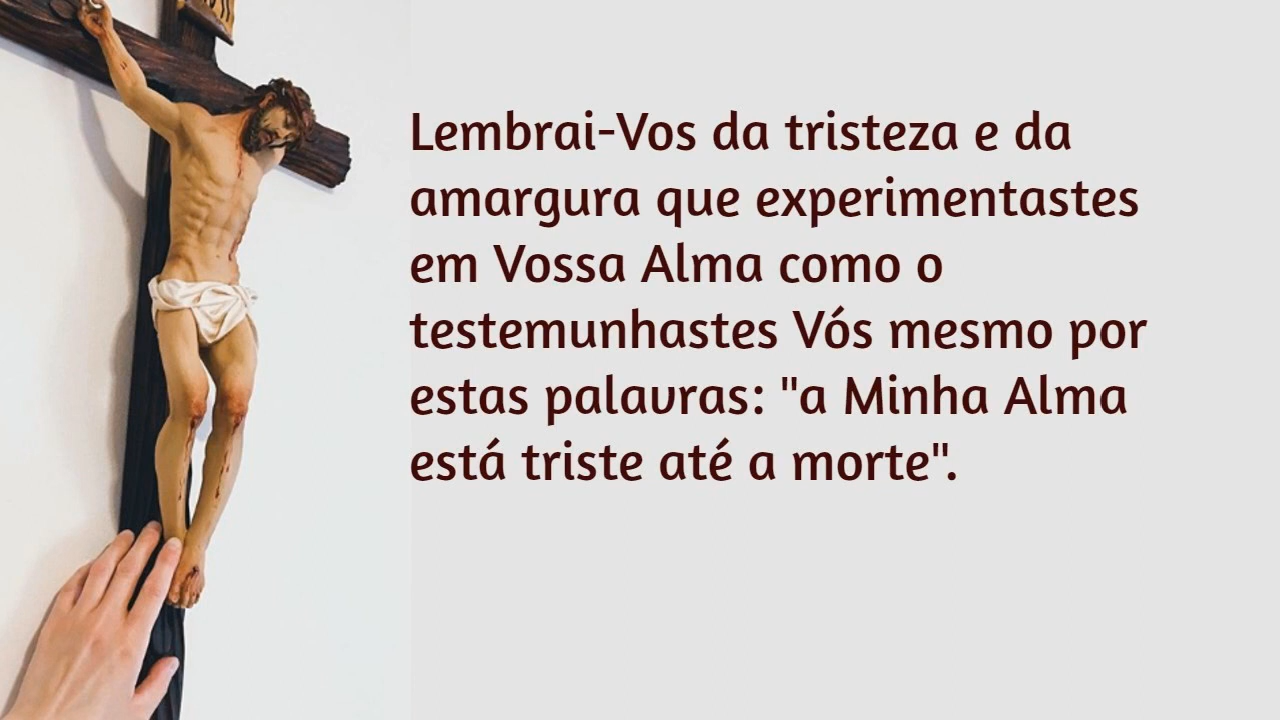 Lembrai-Vos da tristeza e da
amargura que experimentastes
em Vossa Alma como o
testemunhastes Vós mesmo por
estas palavras: "a Minha Alma
está triste até a morte".